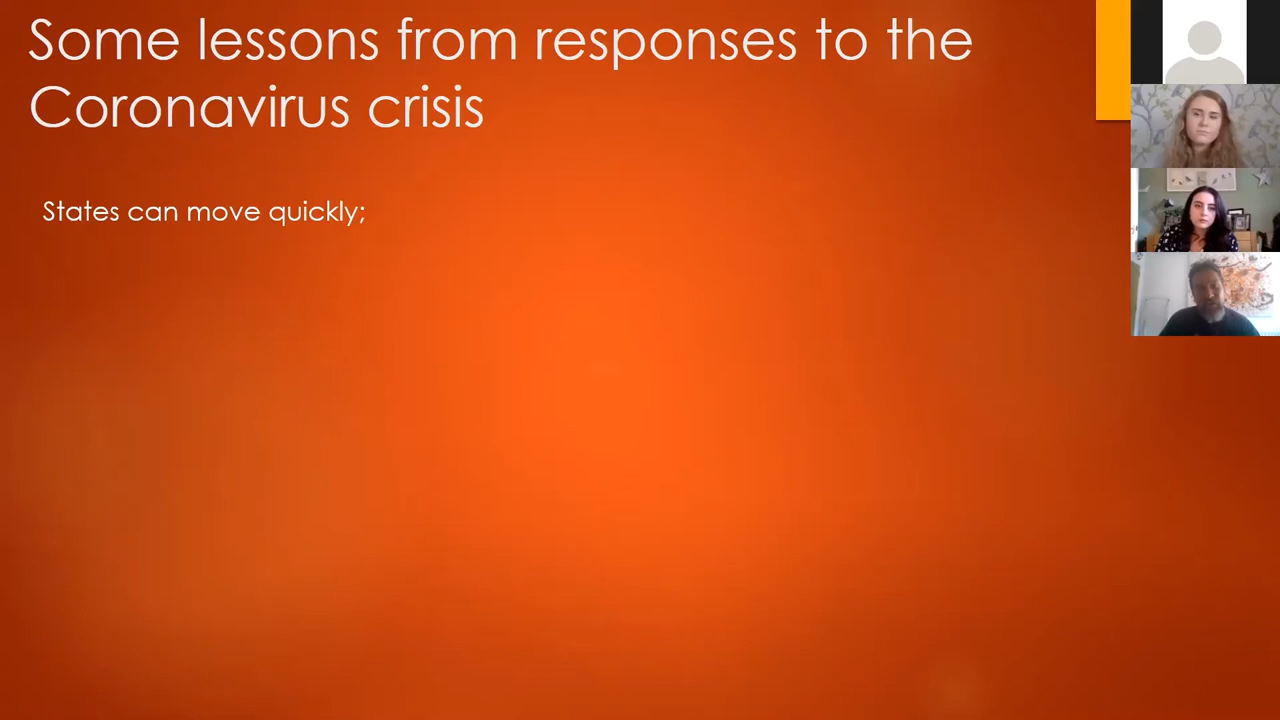 Some lessons from responses to the
Coronavirus crisis
States can move quickly;